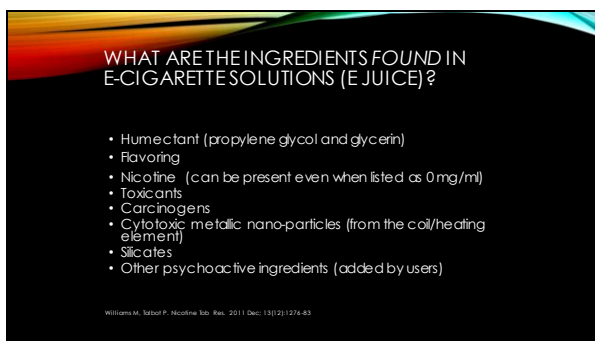 WHAT ARE THE INGREDIENTS FOUND IN
E-CIGARETTE SOLUTIONS (E JUICE)?
• Humectant (propylene glycol and glycerin)
• Flavoring
• Nicotine (can be present even when listed as 0 mg/ml)
• Toxicants
• Carcinogens
• Cytotoxic metallic nano-particles (from the coil/heating
element)
• Silicates
• Other psychoactive ingredients (added by users)
Williams M, Talbot P. Nicotine Tob Res. 2011 Dec; 13(12):1276-83